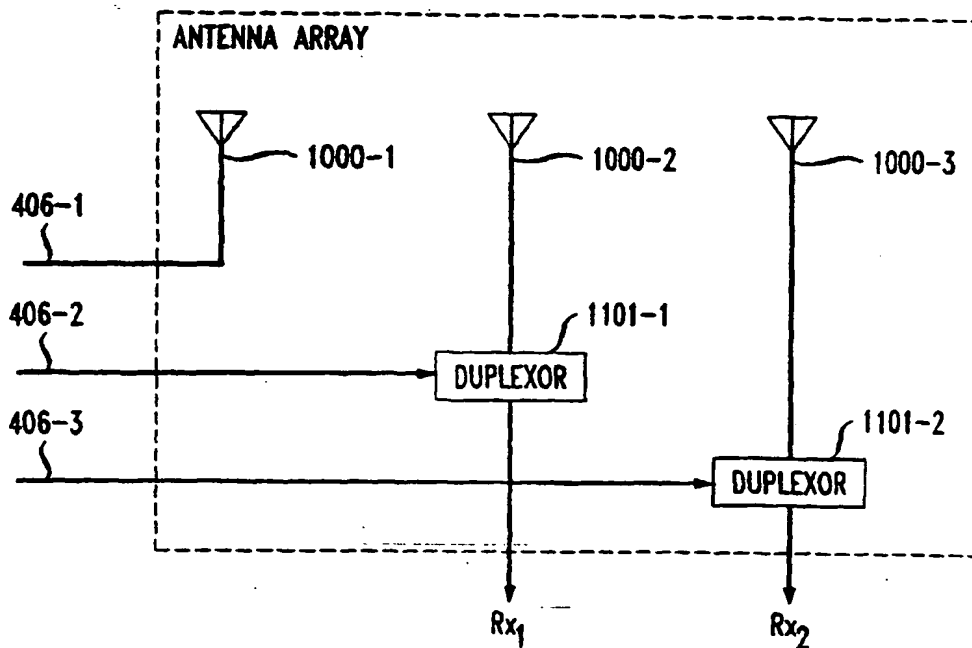 ANTENNA ARRAY
1000-1
1000-2
1000-3
406-1
406-2
1101-1
DUPLEXOR
406-3
1101-2
DUPLEXOR
Rx1
Rx2